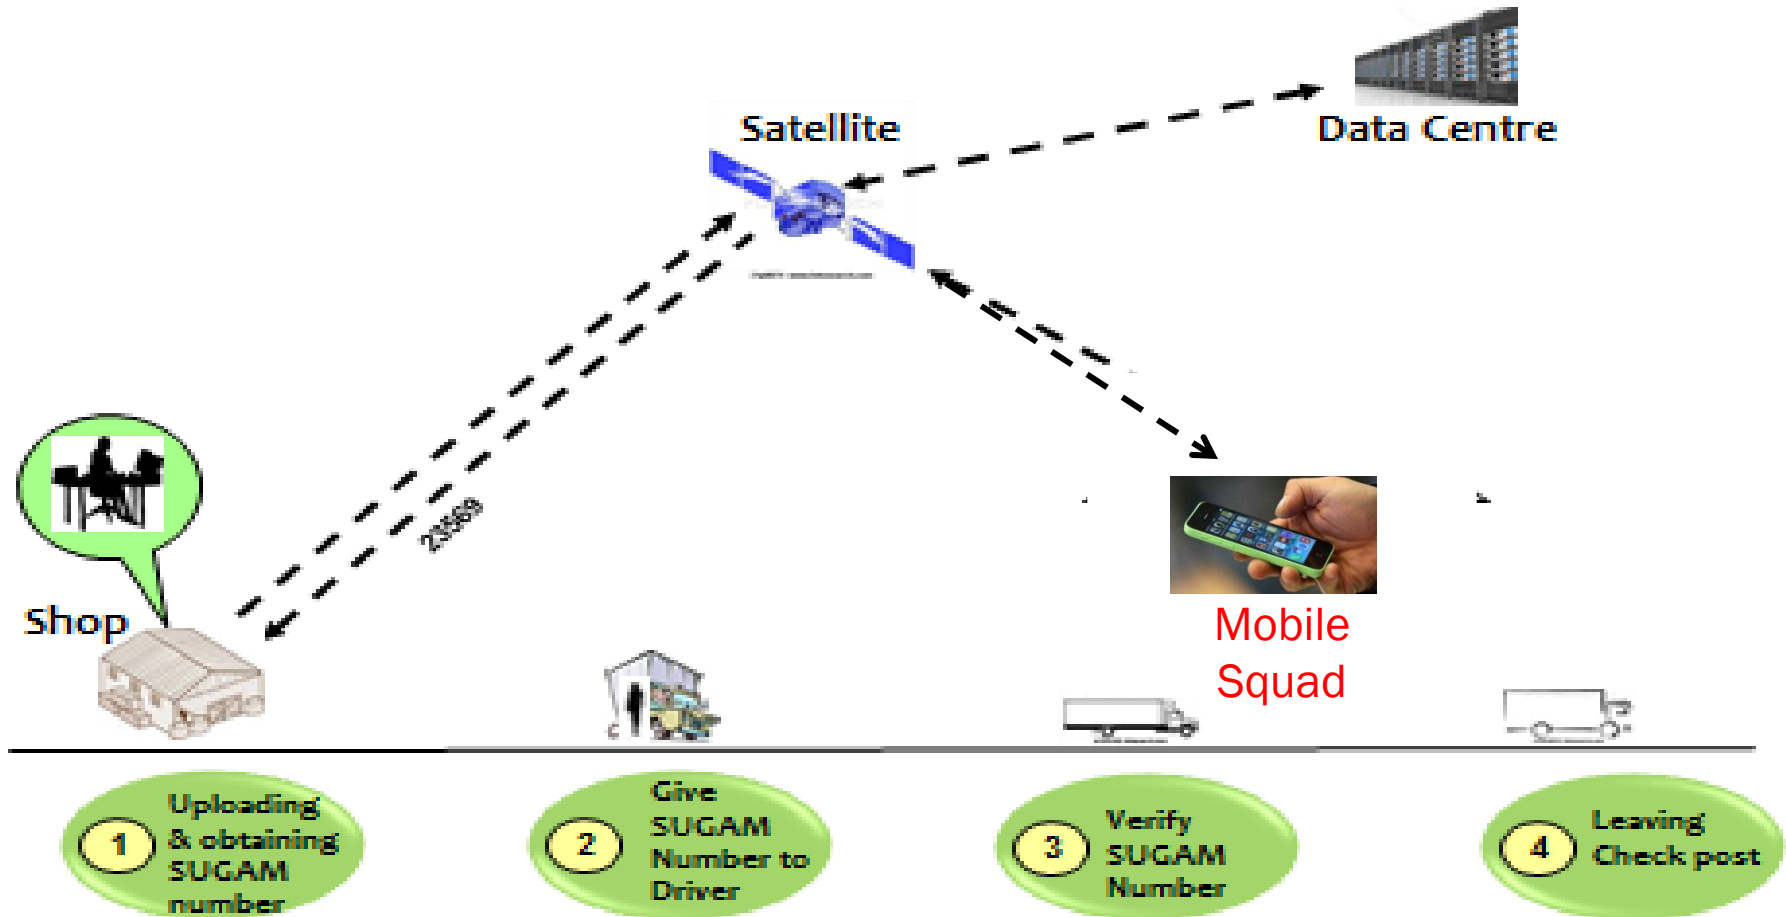 Satellite
Data Centre
23569
Shop
Mobile
Squad
1
Uploading
& obtaining
SUGAM
number
2
Give
SUGAM
Number to
Driver
3
Verify
SUGAM
Number
4
Leaving
Check post